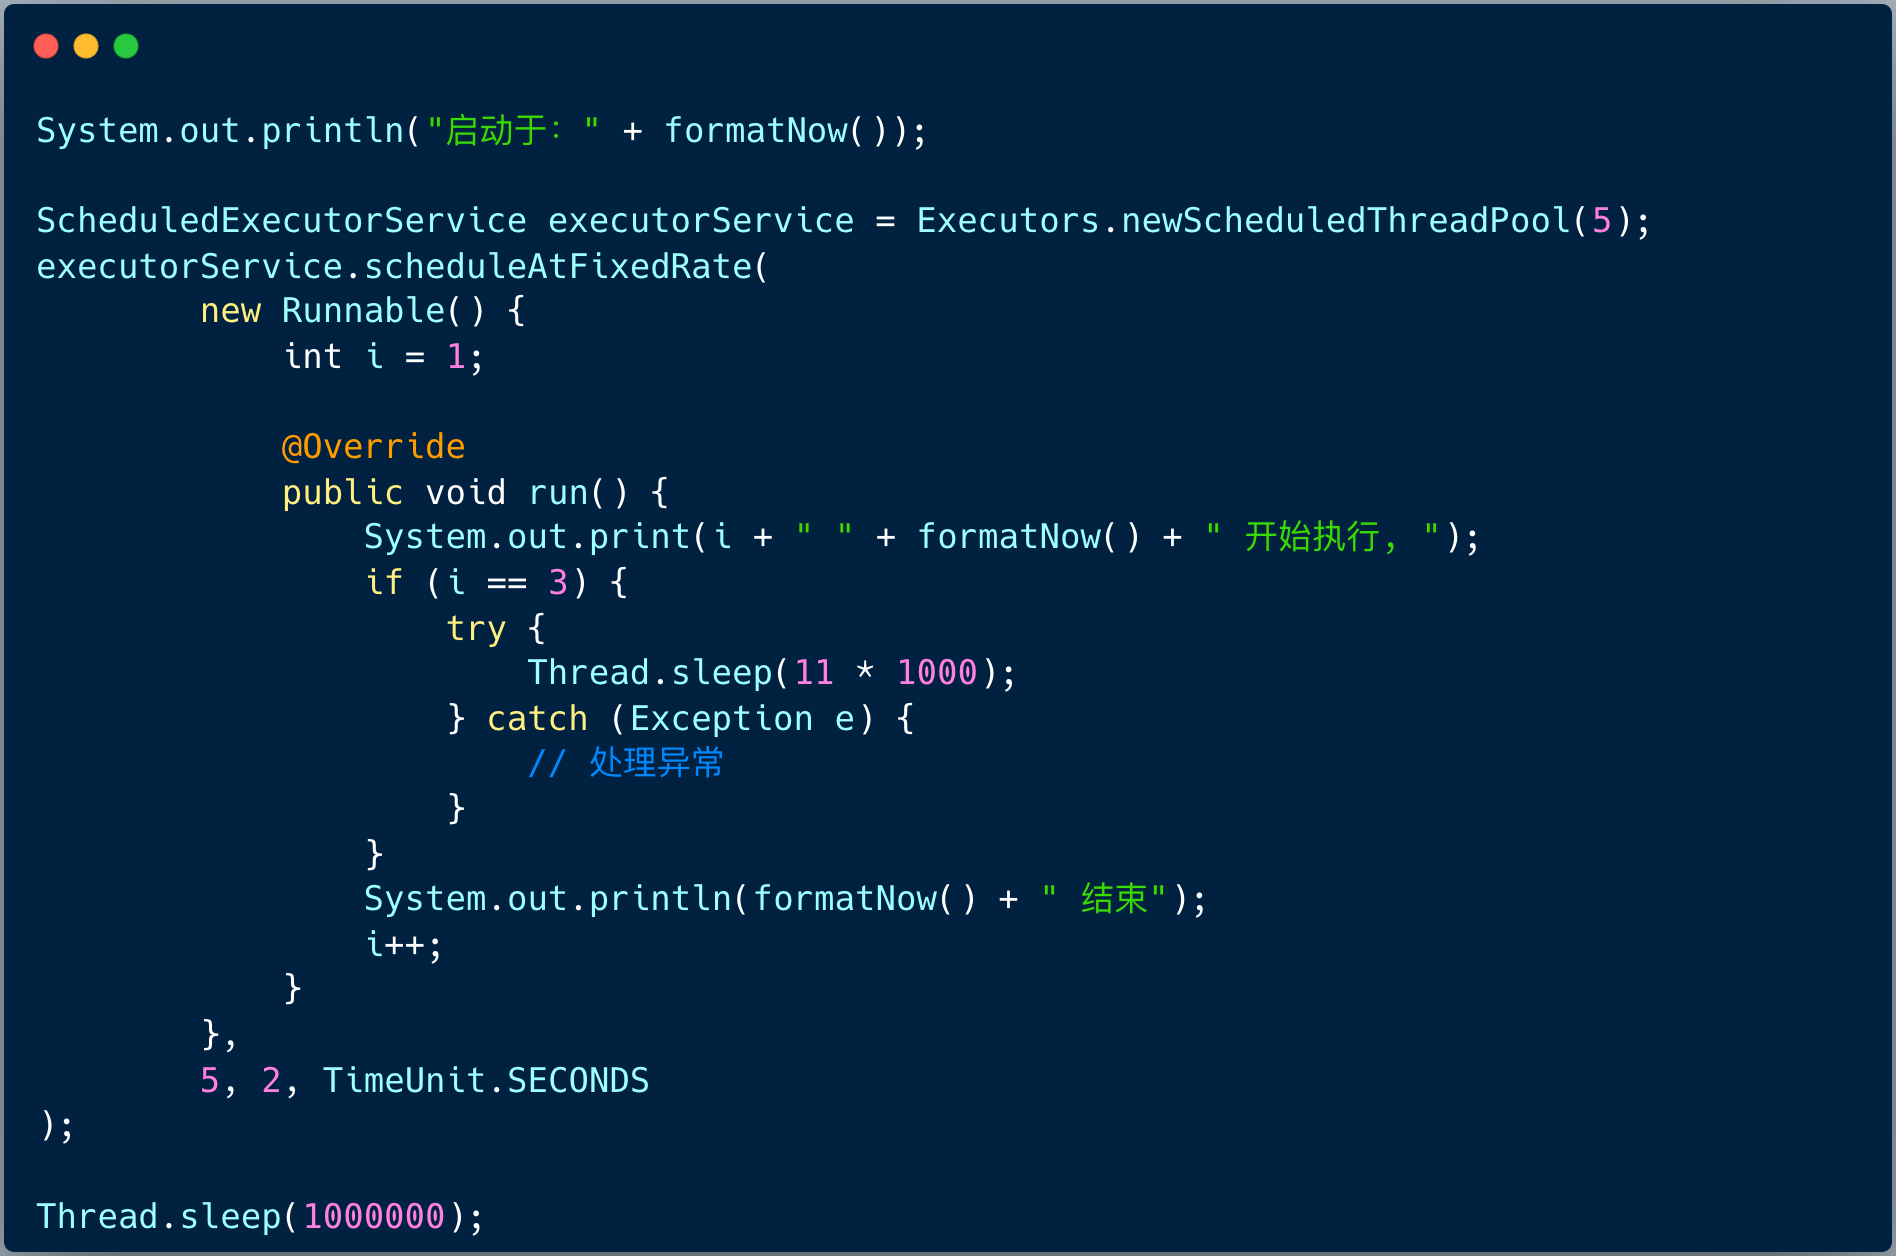 System.out.println("启动于：" + formatNow());
ScheduledExecutorService executorService = Executors.newScheduledThreadPool(5);
executorService.scheduleAtFixedRate(
        new Runnable() {
            int i = 1;
            @Override
            public void run() {
                System.out.print(i + " " + formatNow() + " 开始执行，");
                if (i == 3) {
                    try {
                        Thread.sleep(11 * 1000);
                    } catch (Exception e) {
                        // 处理异常
                    }
                }
                System.out.println(formatNow() + " 结束");
                i++;
            }
        },
        5, 2, TimeUnit.SECONDS
);
Thread.sleep(1000000);